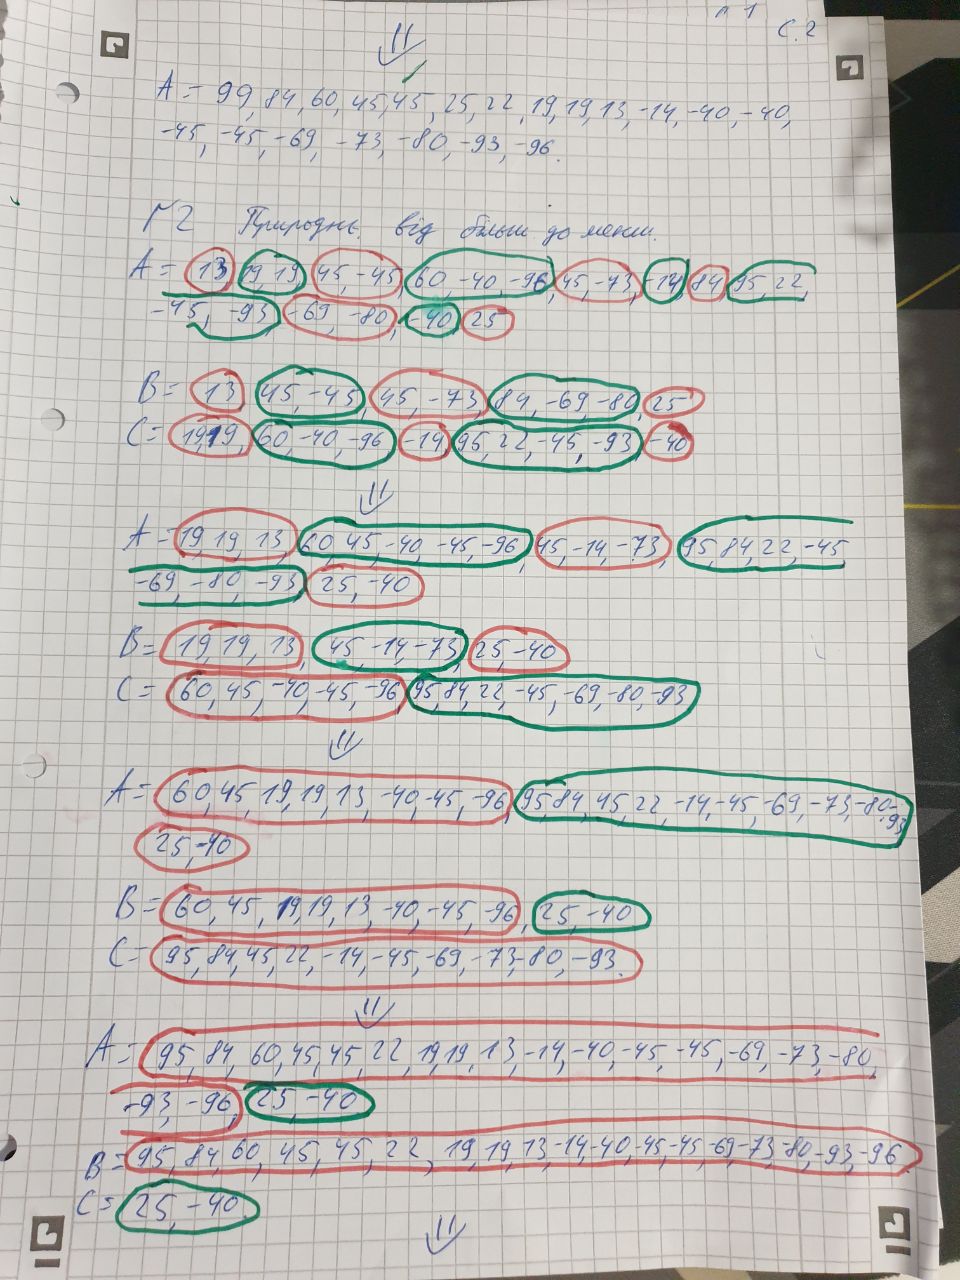 С. 2
A = 99, 84, 60, 45, 45, 25, 22, 19, 19, 13, -14, -40, -40,
-45, -45, -69, -73, -80, -93, -96.
№2 Природнє. від більш до менш.
A = 13, 19, 19, 45, -45, 60, -40, -96, 45, -73, -14, 84, 95, 22,
-45, -93, -69, -80, -40, 25
B = 13, 45, -45, 45, -73, 84, -69, -80, 25
C = 19, 19, 60, -40, -96, -14, 95, 22, -45, -93, -40
A = 19, 19, 13, 60, 45, -40, -45, -96, 45, -14, -73, 95, 84, 22, -45
-69, -80, -93, 25, -40
B = 19, 19, 13, 45, -14, -73, 25, -40
C = 60, 45, -40, -45, -96, 95, 84, 22, -45, -69, -80, -93
A = 60, 45, 19, 19, 13, -40, -45, -96, 95, 84, 45, 22, -14, -45, -69, -73, -80, -93
25, -40
B = 60, 45, 19, 19, 13, -40, -45, -96, 25, -40
C = 95, 84, 45, 22, -14, -45, -69, -73, -80, -93.
A = 95, 84, 60, 45, 45, 22, 19, 19, 13, -14, -40, -45, -45, -69, -73, -80,
-93, -96, 25, -40
B = 95, 84, 60, 45, 45, 22, 19, 19, 13, -14, -40, -45, -45, -69, -73, -80, -93, -96
C = 25, -40